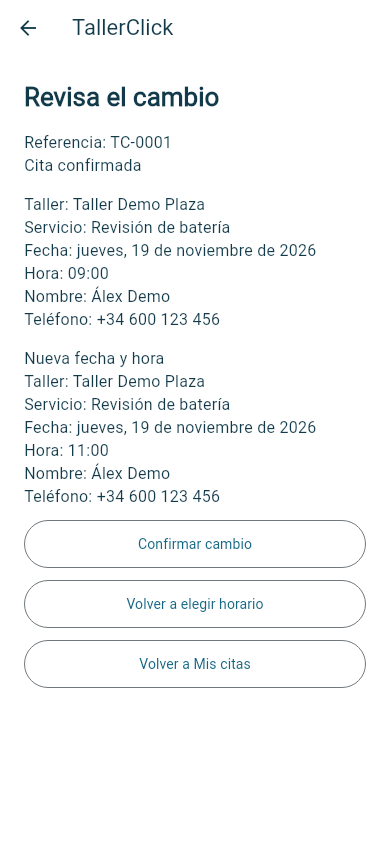 TallerClick
Revisa el cambio
Referencia: TC-0001
Cita confirmada
Taller: Taller Demo Plaza
Servicio: Revisión de batería
Fecha: jueves, 19 de noviembre de 2026
Hora: 09:00
Nombre: Álex Demo
Teléfono: +34 600 123 456
Nueva fecha y hora
Taller: Taller Demo Plaza
Servicio: Revisión de batería
Fecha: jueves, 19 de noviembre de 2026
Hora: 11:00
Nombre: Álex Demo
Teléfono: +34 600 123 456
Confirmar cambio
Volver a elegir horario
Volver a Mis citas